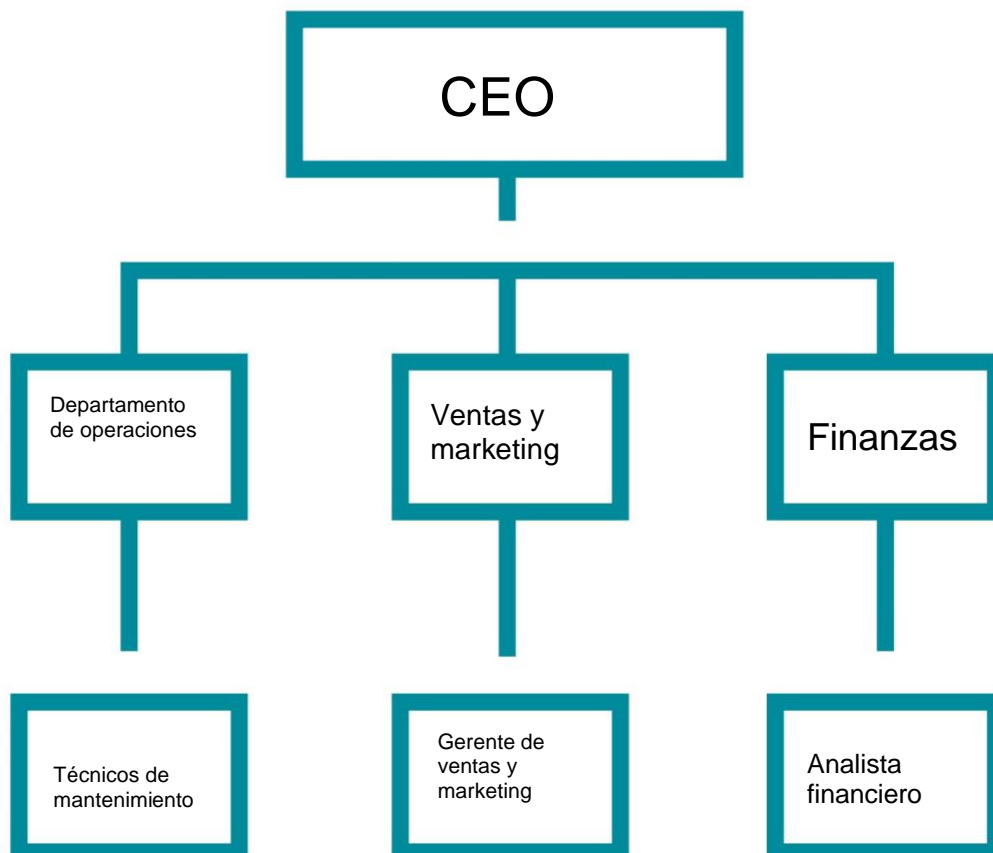 CEO
Departamento
de operaciones
Ventas y
marketing
Finanzas
Técnicos de
mantenimiento
Gerente de
ventas y
marketing
Analista
financiero